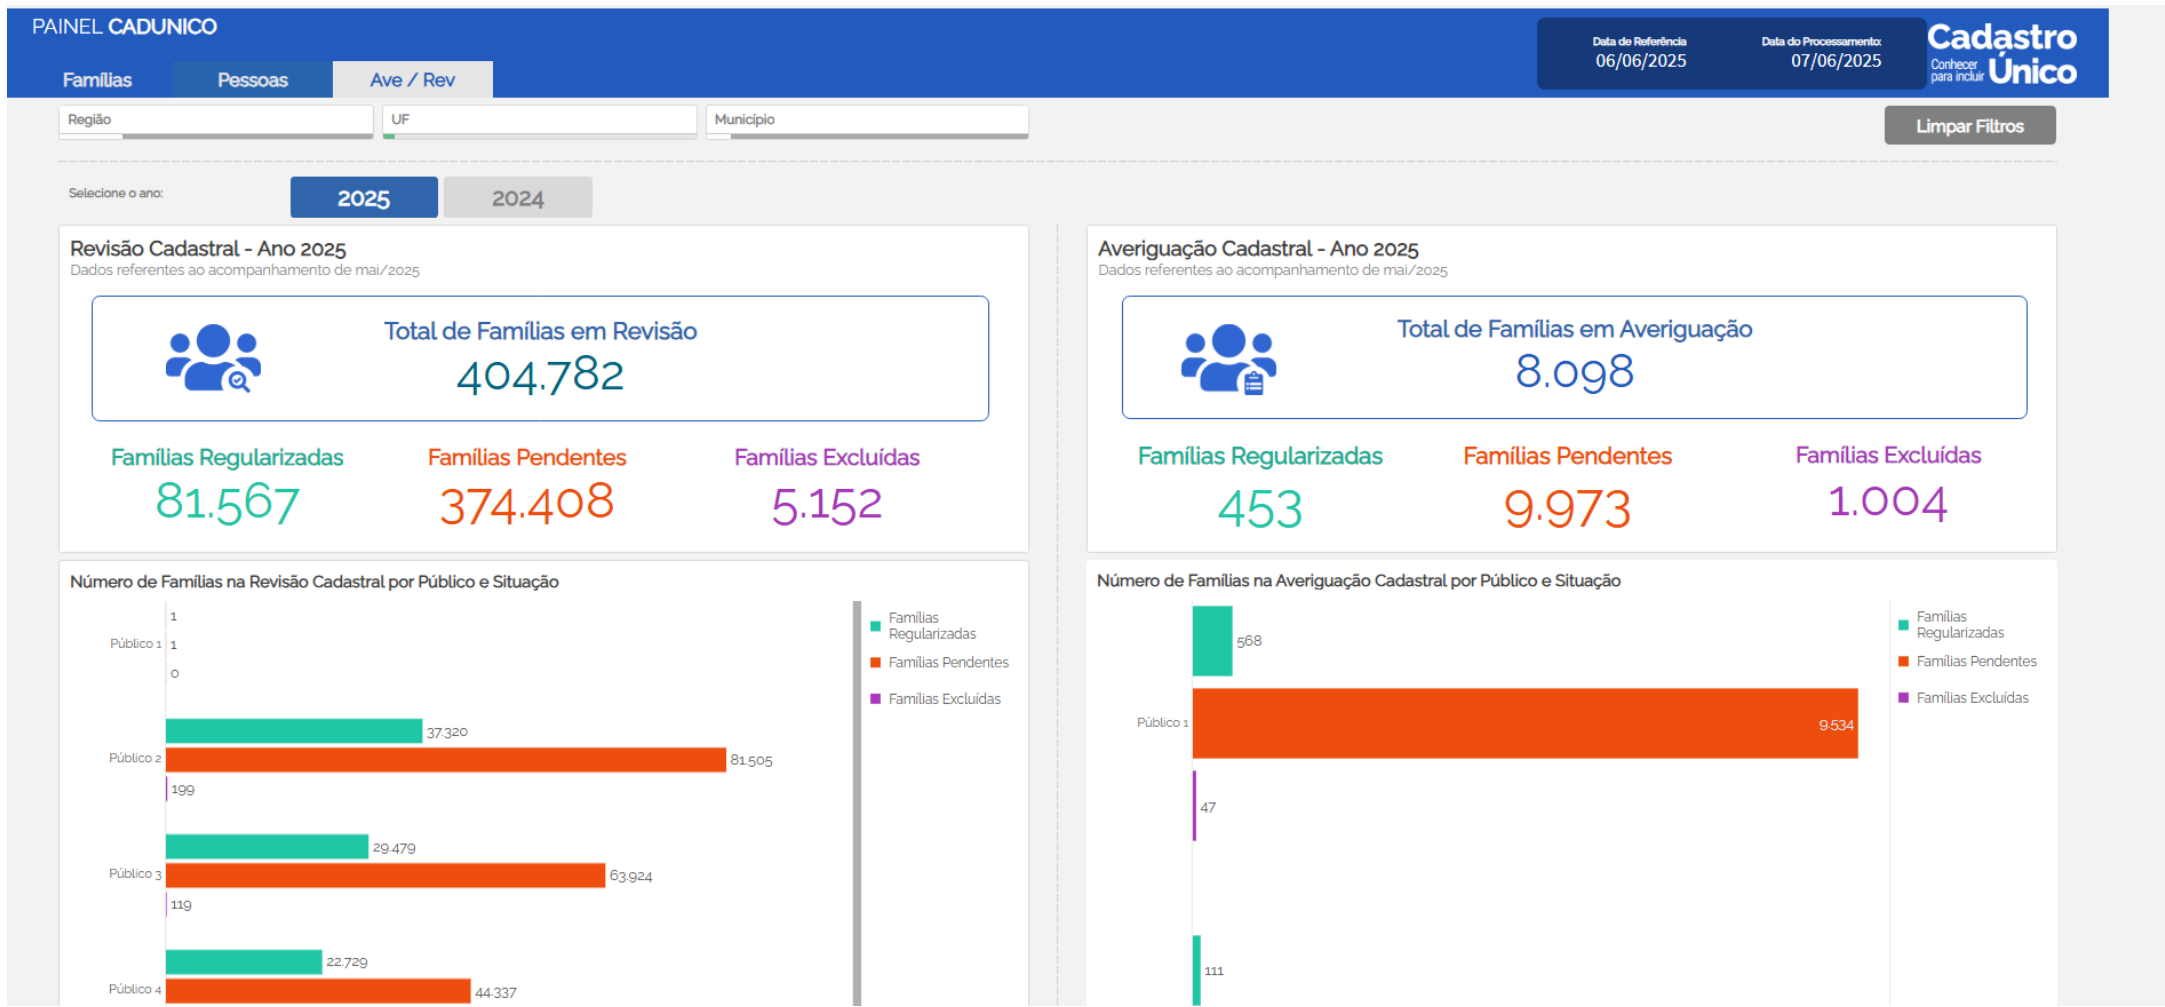 PAINEL CADUNICO
Data de Referência
06/06/2025
Data do Processamento:
07/06/2025
Cadastro
Conhecer
para incluir
Único
Famílias
Pessoas
Ave / Rev
Região
UF
Município
Limpar Filtros
Selecione o ano:
2025
2024
Revisão Cadastral - Ano 2025
Dados referentes ao acompanhamento de mai/2025
Total de Famílias em Revisão
404.782
Famílias Regularizadas
81.567
Famílias Pendentes
374.408
Famílias Excluídas
5.152
Averiguação Cadastral - Ano 2025
Dados referentes ao acompanhamento de mai/2025
Total de Famílias em Averiguação
8.098
Famílias Regularizadas
453
Famílias Pendentes
9.973
Famílias Excluídas
1.004
Número de Famílias na Revisão Cadastral por Público e Situação
Público 1
1
1
0
Público 2
37.320
81.505
199
Público 3
29.479
63.924
119
Público 4
22.729
44.337
Famílias
Regularizadas
Famílias Pendentes
Famílias Excluídas
Número de Famílias na Averiguação Cadastral por Público e Situação
Público 1
568
9.534
47
111
Famílias
Regularizadas
Famílias Pendentes
Famílias Excluídas